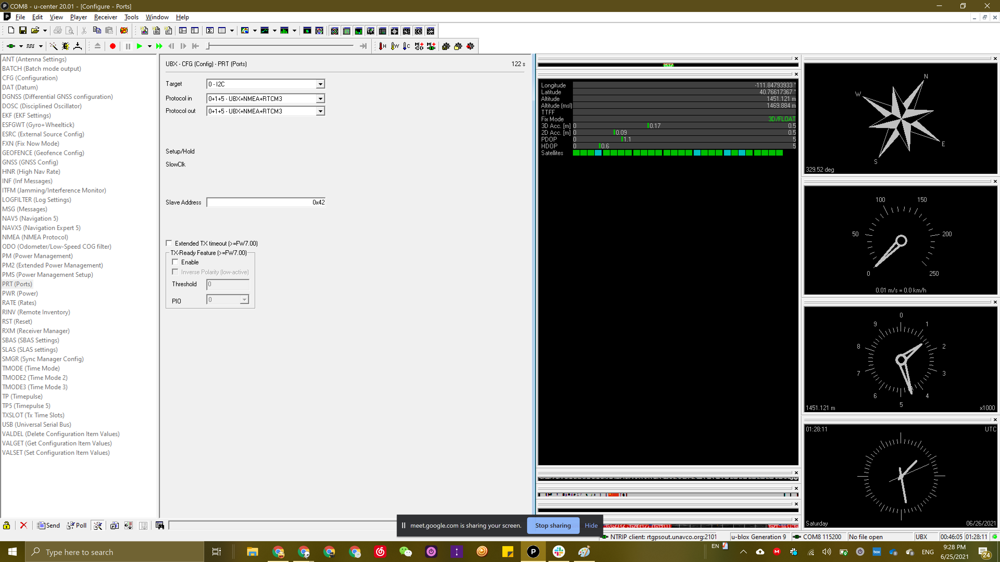 COM8 - u-center 20.01 - [Configure - Ports]
File Edit View Player Receiver Tools Window Help
ANT (Antenna Settings)
BATCH (Batch mode output)
CFG (Configuration)
DAT (Datum)
DGNSS (Differential GNSS configuration)
DOSC (Disciplined Oscillator)
EKF (EKF Settings)
ESFGWT (Gyro+Wheeltick)
ESRC (External Source Config)
FXN (Fix Now Mode)
GEOFENCE (Geofence Config)
GNSS (GNSS Config)
HNR (High Nav Rate)
INF (Inf Messages)
ITFM (Jamming/Interference Monitor)
LOGFILTER (Log Settings)
MSG (Messages)
NAV5 (Navigation 5)
NAVX5 (Navigation Expert 5)
NMEA (NMEA Protocol)
ODO (Odometer/Low-Speed COG filter)
PM (Power Management)
PM2 (Extended Power Management)
PMS (Power Management Setup)
PRT (Ports)
PWR (Power)
RATE (Rates)
RINV (Remote Inventory)
RST (Reset)
RXM (Receiver Manager)
SBAS (SBAS Settings)
SLAS (SLAS settings)
SMGR (Sync Manager Config)
TMODE (Time Mode)
TMODE2 (Time Mode 2)
TMODE3 (Time Mode 3)
TP (Timepulse)
TP5 (Timepulse 5)
TXSLOT (Tx Time Slots)
USB (Universal Serial Bus)
VALDEL (Delete Configuration Item Values)
VALGET (Get Configuration Item Values)
VALSET (Set Configuration Item Values)
UBX - CFG (Config) - PRT (Ports) 122 s
Target 0 - I2C
Protocol in 0+1+5 - UBX+NMEA+RTCM3
Protocol out 0+1+5 - UBX+NMEA+RTCM3
Setup/Hold
SlowClk
Slave Address 0x42
Extended TX timeout (>=FW7.00)
TX-Ready Feature (>=FW7.00)
Enable
Inverse Polarity (low-active)
Threshold 0
PIO 0
Longitude -111.84793933 °
Latitude 40.76617367 °
Altitude 1451.121 m
Altitude (msl) 1469.884 m
TTFF
Fix Mode 3D/FLOAT
3D Acc. [m] 0 0.17 0.5
2D Acc. [m] 0 0.09 0.5
PDOP 0 1.1 5
HDOP 0 0.6 5
Satellites
N
W
E
S
329.52 deg
100 150
50 200
0 250
0.01 m/s = 0.0 km/h
0
9 1
8 2
7 3
6 4
5
1451.121 m x1000
01:28:11 UTC
Saturday 06/26/2021
Send Poll
meet.google.com is sharing your screen. Stop sharing Hide
NTRIP client: rtgpsout.unavco.org:2101 u-blox Generation 9 COM8 115200 No file open UBX 00:46:05 01:28:11
Type here to search
EN
box
ENG
9:28 PM
6/25/2021
24